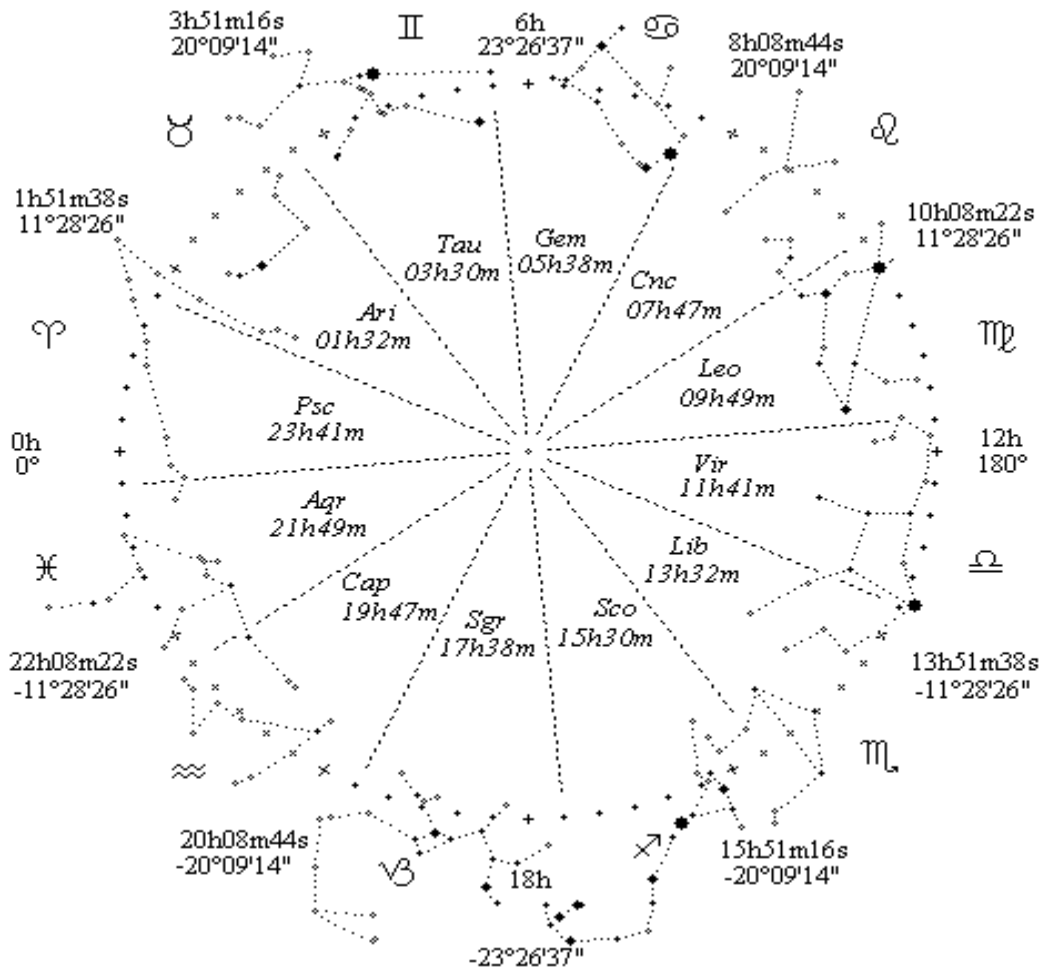 3h51m16s
20°09'14"
♊
6h
23°26'37"
♋
8h08m44s
20°09'14"
♉
♌
1h51m38s
11°28'26"
10h08m22s
11°28'26"
Tau
03h30m
Gem
05h38m
Cnc
07h47m
Ari
01h32m
♈
♍
Leo
09h49m
Psc
23h41m
0h
0°
12h
180°
Vir
11h41m
Aqr
21h49m
Lib
13h32m
♓
♎
Cap
19h47m
Sgr
17h38m
Sco
15h30m
22h08m22s
-11°28'26"
13h51m38s
-11°28'26"
♒
♏
20h08m44s
-20°09'14"
♑
18h
-23°26'37"
♐
15h51m16s
-20°09'14"